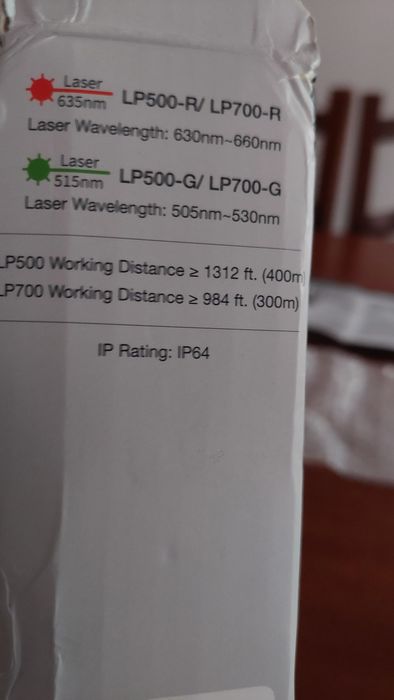 Laser
635nm LP500-R/ LP700-R
Laser Wavelength: 630nm~660nm
Laser
515nm LP500-G/ LP700-G
Laser Wavelength: 505nm~530nm
LP500 Working Distance ≥ 1312 ft. (400m
LP700 Working Distance ≥ 984 ft. (300m)
IP Rating: IP64